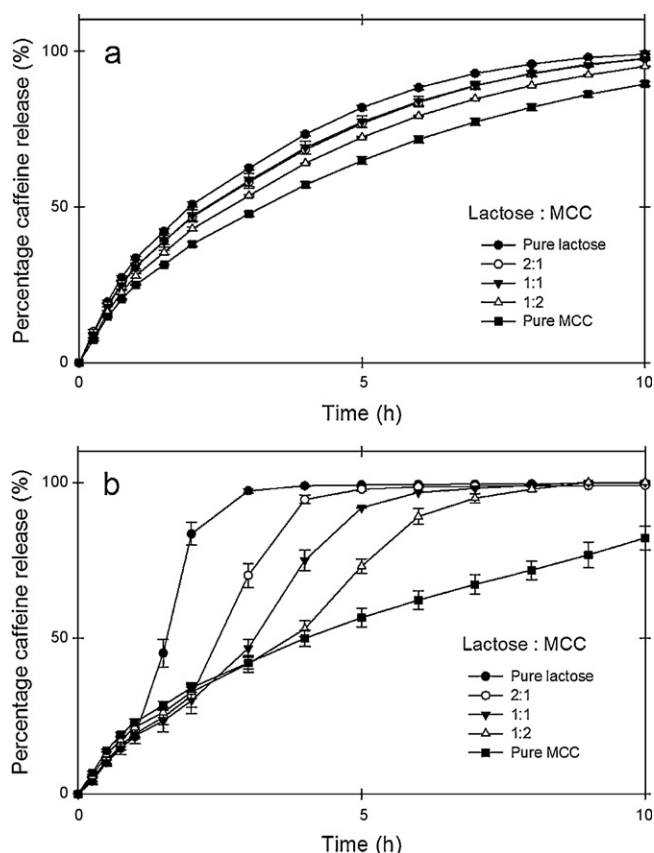 a
100
50
0
Percentage caffeine release (%)
Lactose : MCC
Pure lactose
2:1
1:1
1:2
Pure MCC
0
5
10
Time (h)
b
100
50
0
Percentage caffeine release (%)
Lactose : MCC
Pure lactose
2:1
1:1
1:2
Pure MCC
0
5
10
Time (h)